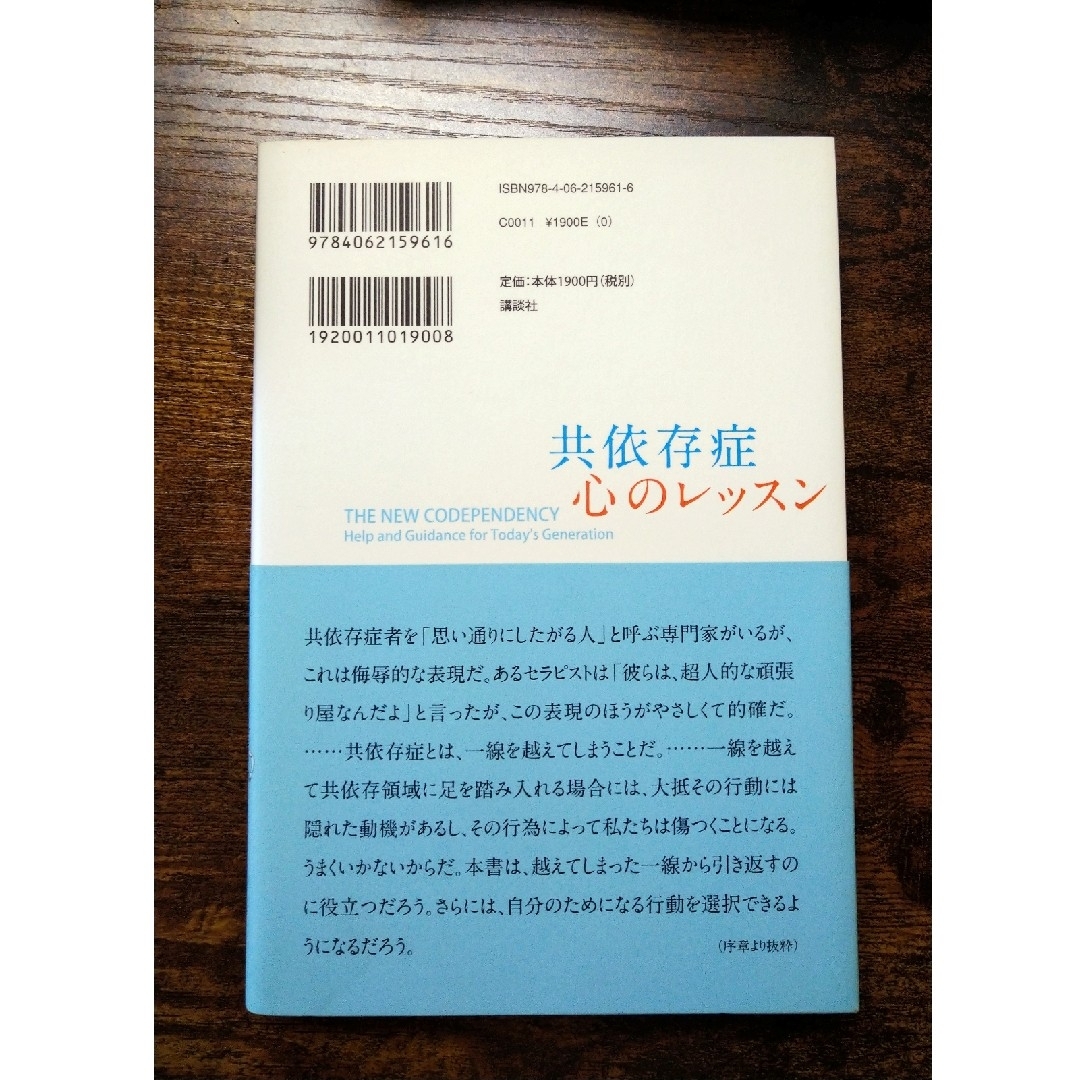 ISBN978-4-06-215961-6
C0011 ¥1900E (0)
9784062159616
定価:本体1900円(税別)
講談社
1920011019008
共依存症
心のレッスン
THE NEW CODEPENDENCY
Help and Guidance for Today's Generation
共依存症者を「思い通りにしたがる人」と呼ぶ専門家がいるが、
これは侮辱的な表現だ。あるセラピストは「彼らは、超人的な頑張
り屋なんだよ」と言ったが、この表現のほうがやさしくて的確だ。
……共依存症とは、一線を越えてしまうことだ。……一線を越え
て共依存領域に足を踏み入れる場合には、大抵その行動には
隠れた動機があるし、その行為によって私たちは傷つくことになる。
うまくいかないからだ。本書は、越えてしまった一線から引き返すの
に役立つだろう。さらには、自分のためになる行動を選択できるよ
うになるだろう。
(序章より抜粋)